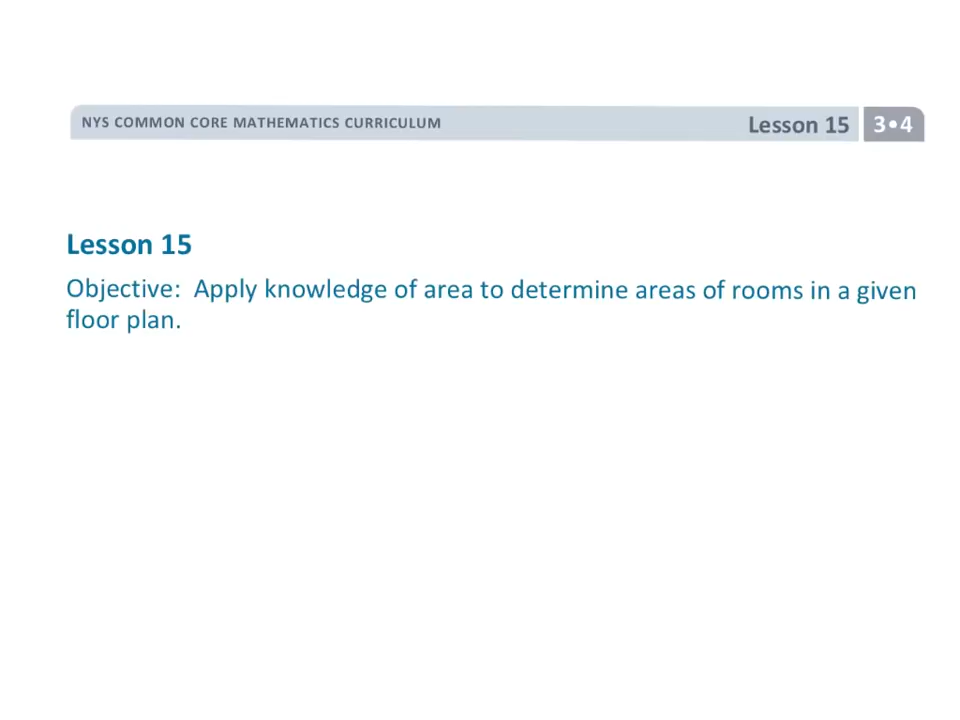 NYS COMMON CORE MATHEMATICS CURRICULUM Lesson 15 3•4
Lesson 15
Objective: Apply knowledge of area to determine areas of rooms in a given
floor plan.